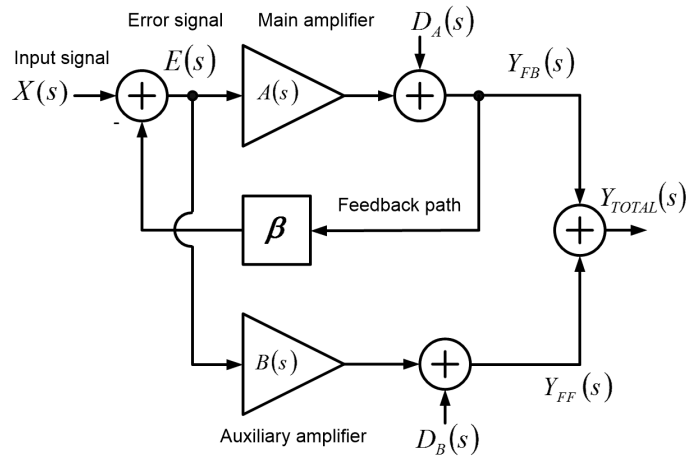 Error signal
Main amplifier
D_A(s)
Input signal
E(s)
Y_FB(s)
X(s)
+
A(s)
+
-
Y_TOTAL(s)
Feedback path
β
+
B(s)
+
Y_FF(s)
Auxiliary amplifier
D_B(s)